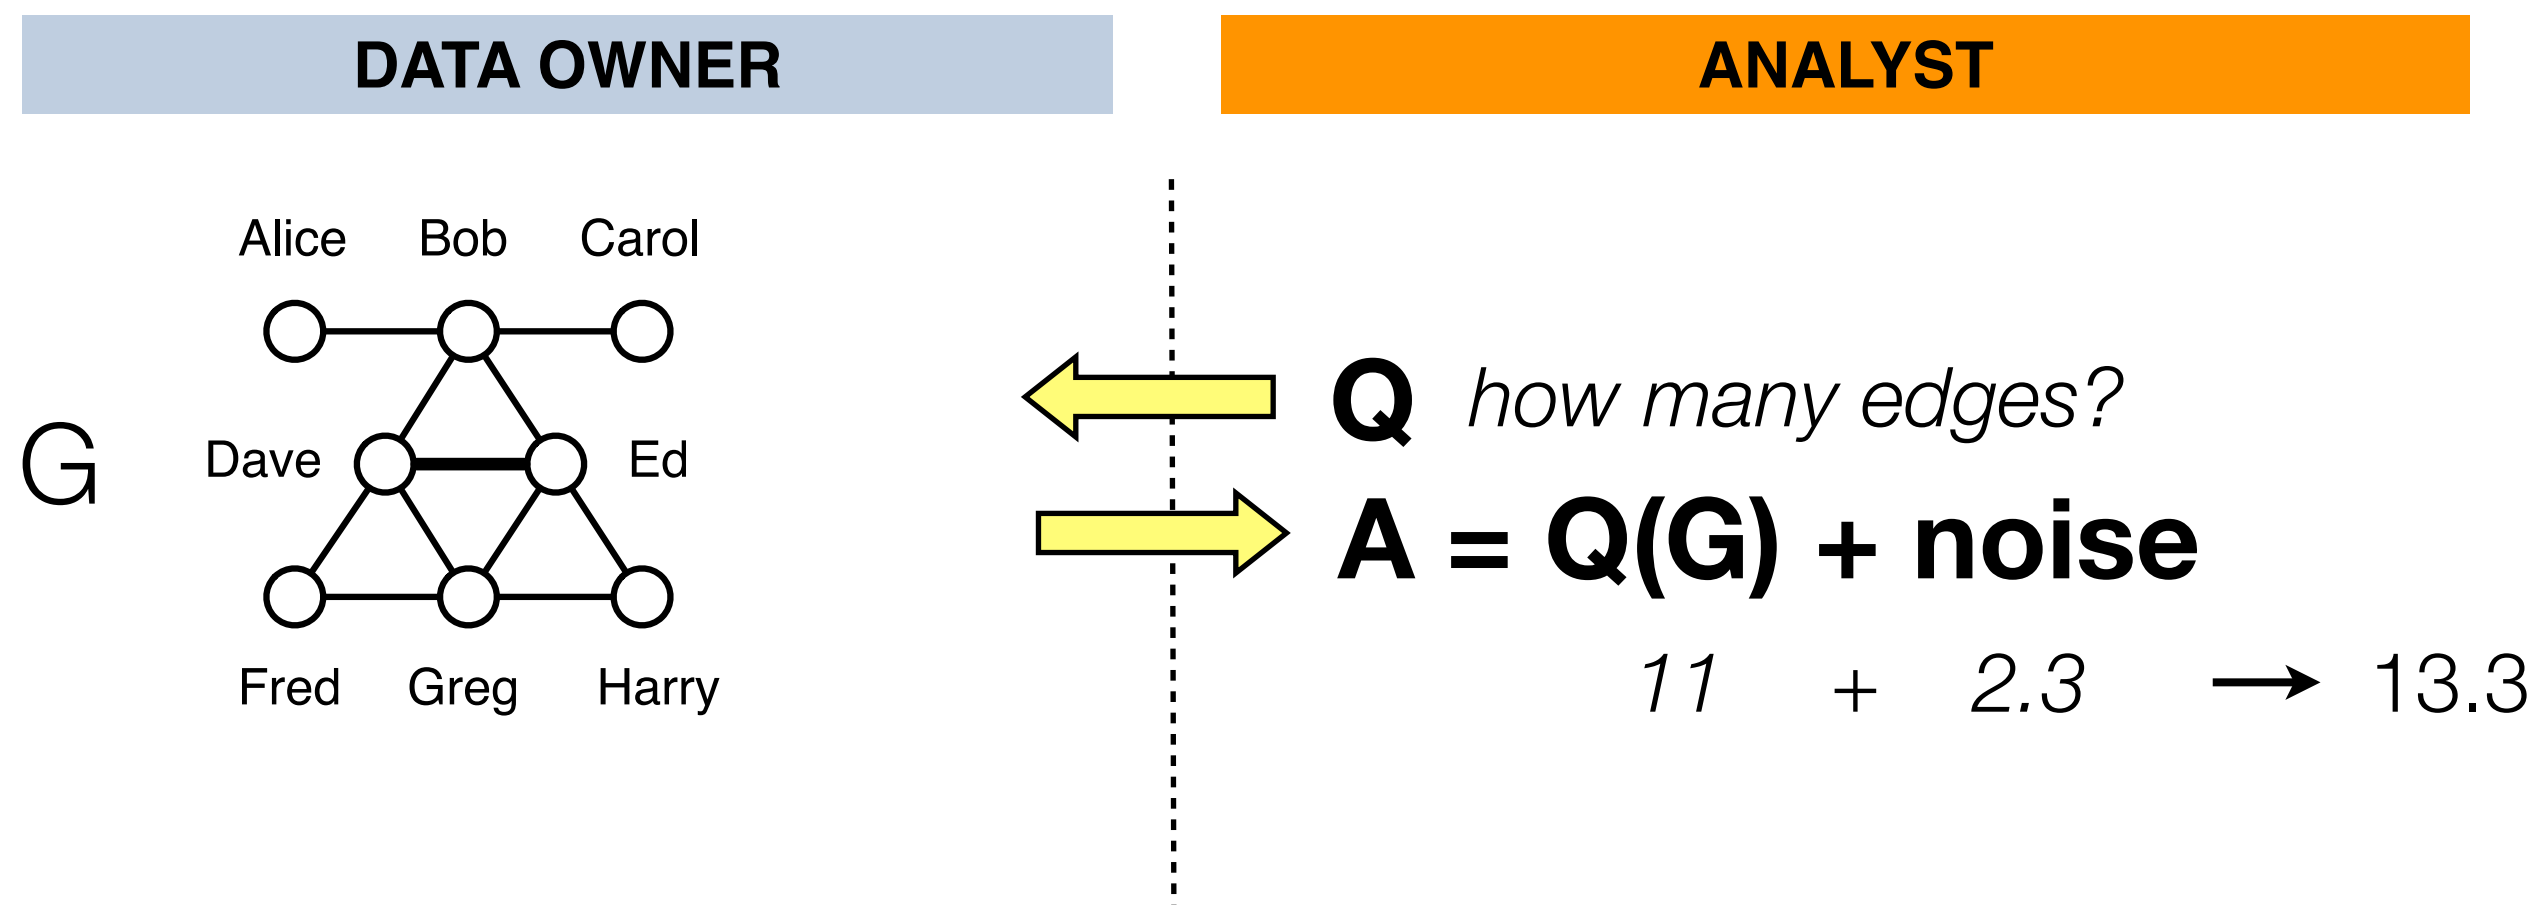 DATA OWNER
ANALYST
Alice Bob Carol
G
Dave Ed
Fred Greg Harry
Q how many edges?
A = Q(G) + noise
11 + 2.3 → 13.3